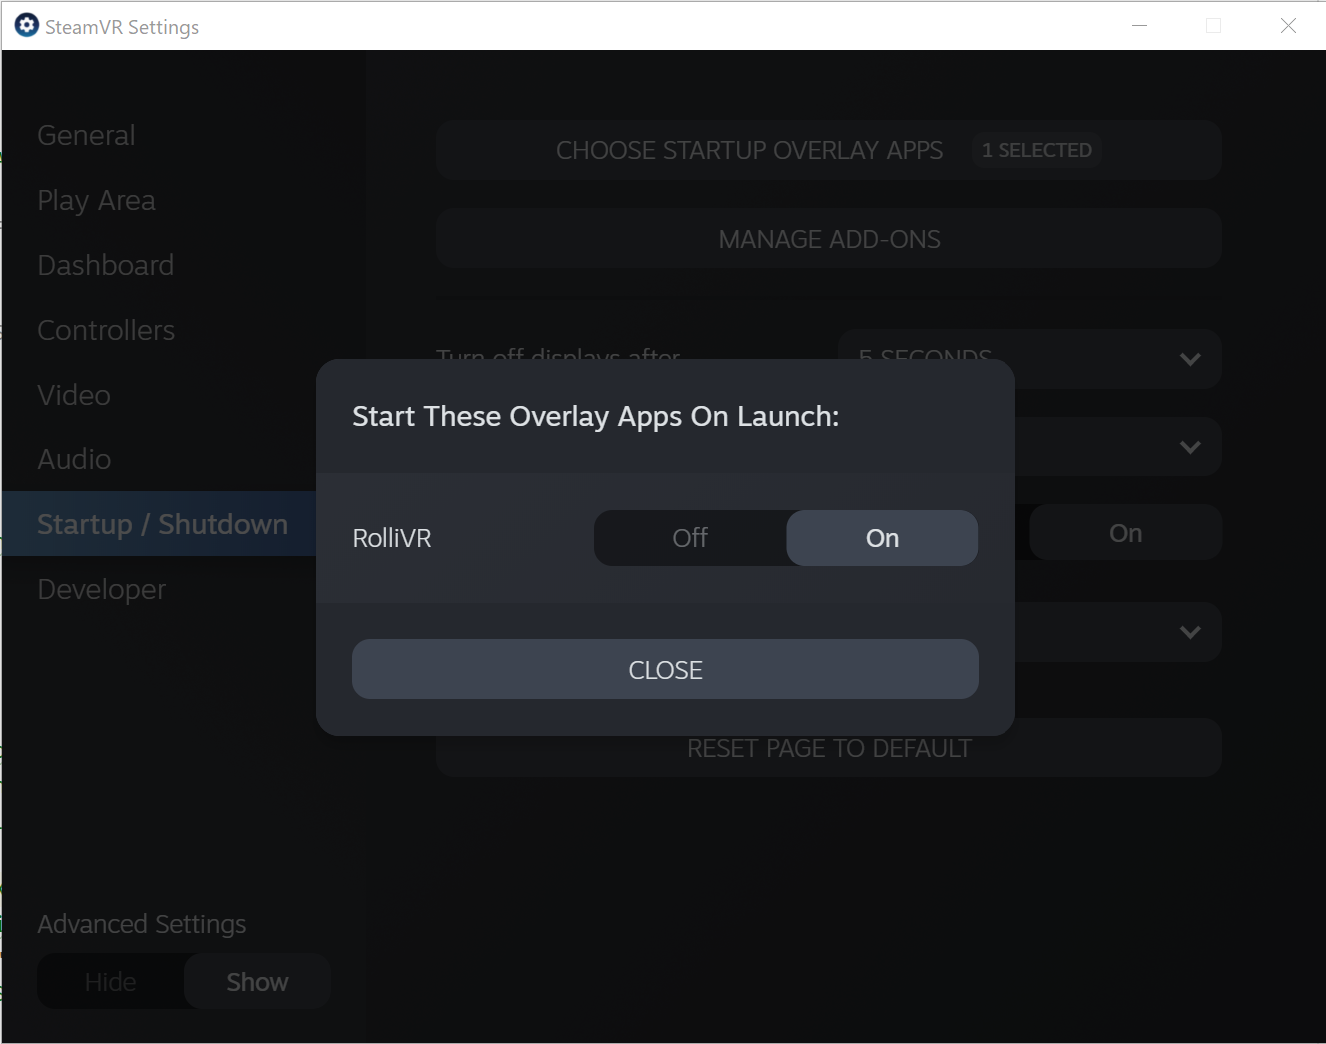 SteamVR Settings
General
Play Area
Dashboard
Controllers
Video
Audio
Startup / Shutdown
Developer
Advanced Settings
Hide
Show
CHOOSE STARTUP OVERLAY APPS
1 SELECTED
MANAGE ADD-ONS
Turn off displays after
5 SECONDS
On
RESET PAGE TO DEFAULT
Start These Overlay Apps On Launch:
RolliVR
Off
On
CLOSE